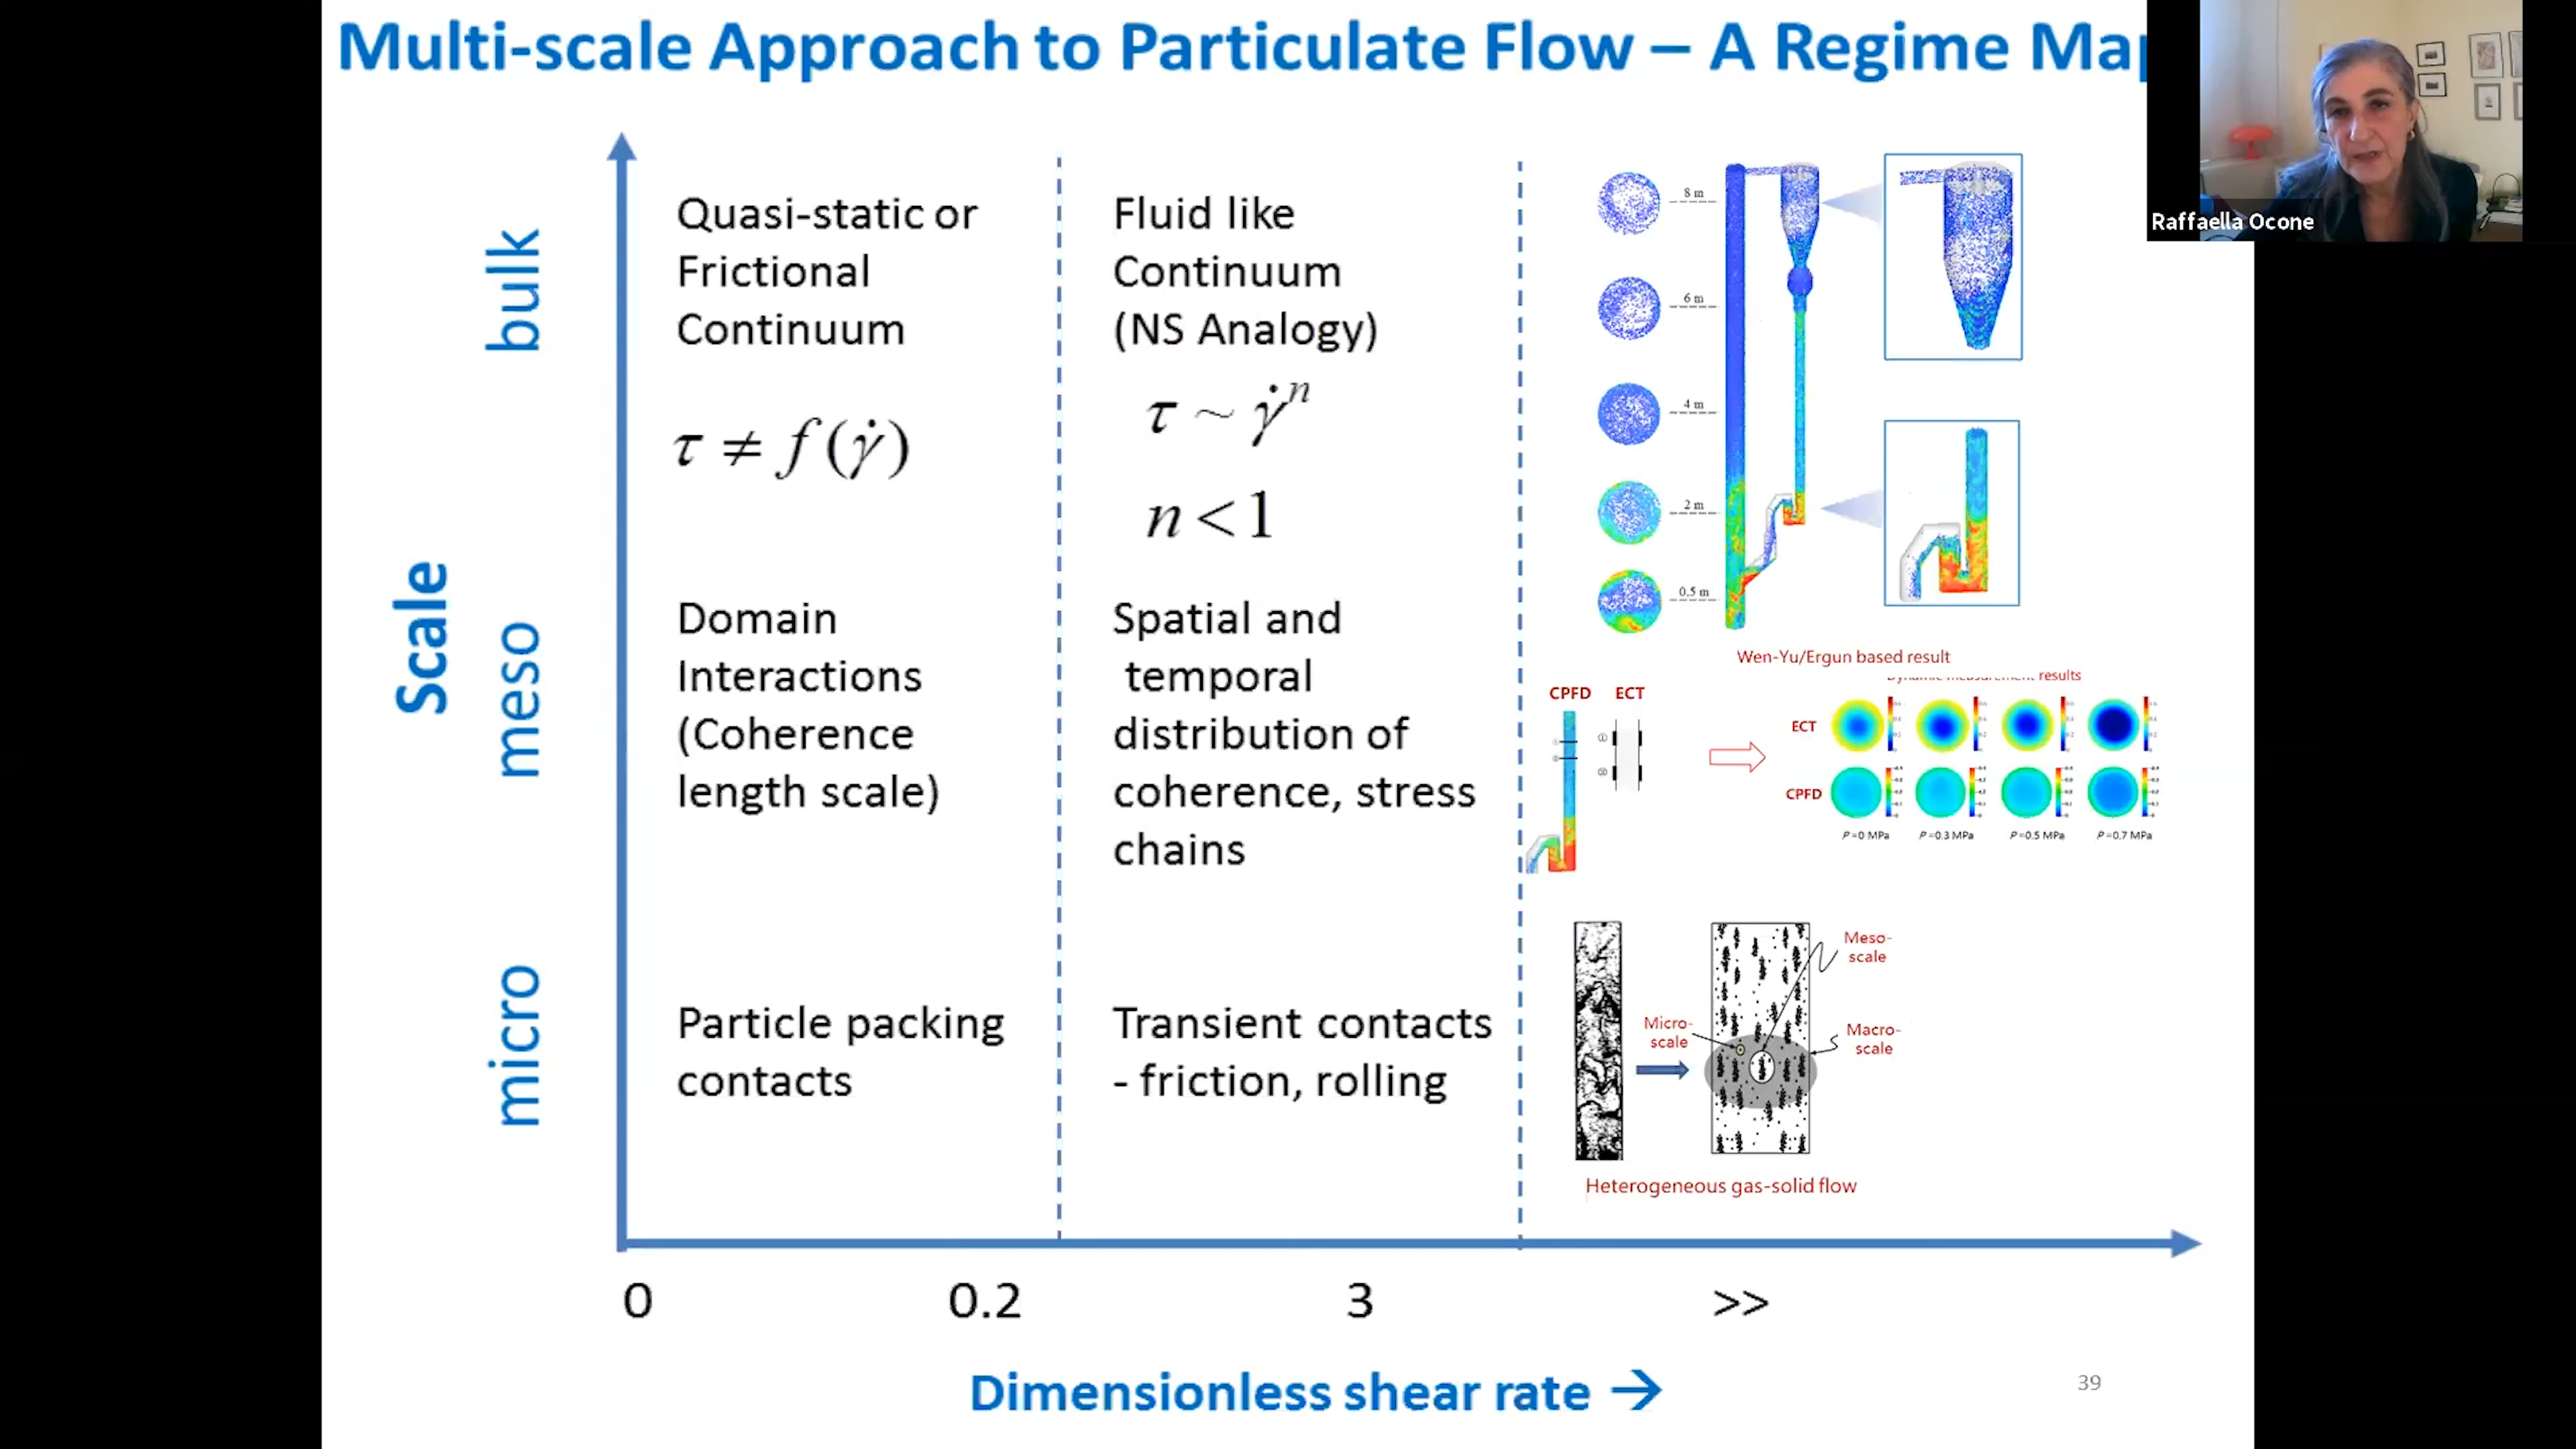 Multi-scale Approach to Particulate Flow – A Regime Ma
Raffaella Ocone
Scale
bulk
meso
micro
Quasi-static or
Frictional
Continuum
τ ≠ f(γ̇)
Fluid like
Continuum
(NS Analogy)
τ ~ γ̇ⁿ
n < 1
Domain
Interactions
(Coherence
length scale)
Spatial and
temporal
distribution of
coherence, stress
chains
Particle packing
contacts
Transient contacts
- friction, rolling
8 m
6 m
4 m
2 m
0.5 m
Wen-Yu/Ergun based result
results
CPFD ECT
ECT
CPFD
P=0 MPa P=0.3 MPa P=0.5 MPa P=0.7 MPa
Meso-
scale
Micro-
scale
Macro-
scale
Heterogeneous gas-solid flow
0 0.2 3 >>
Dimensionless shear rate →
39